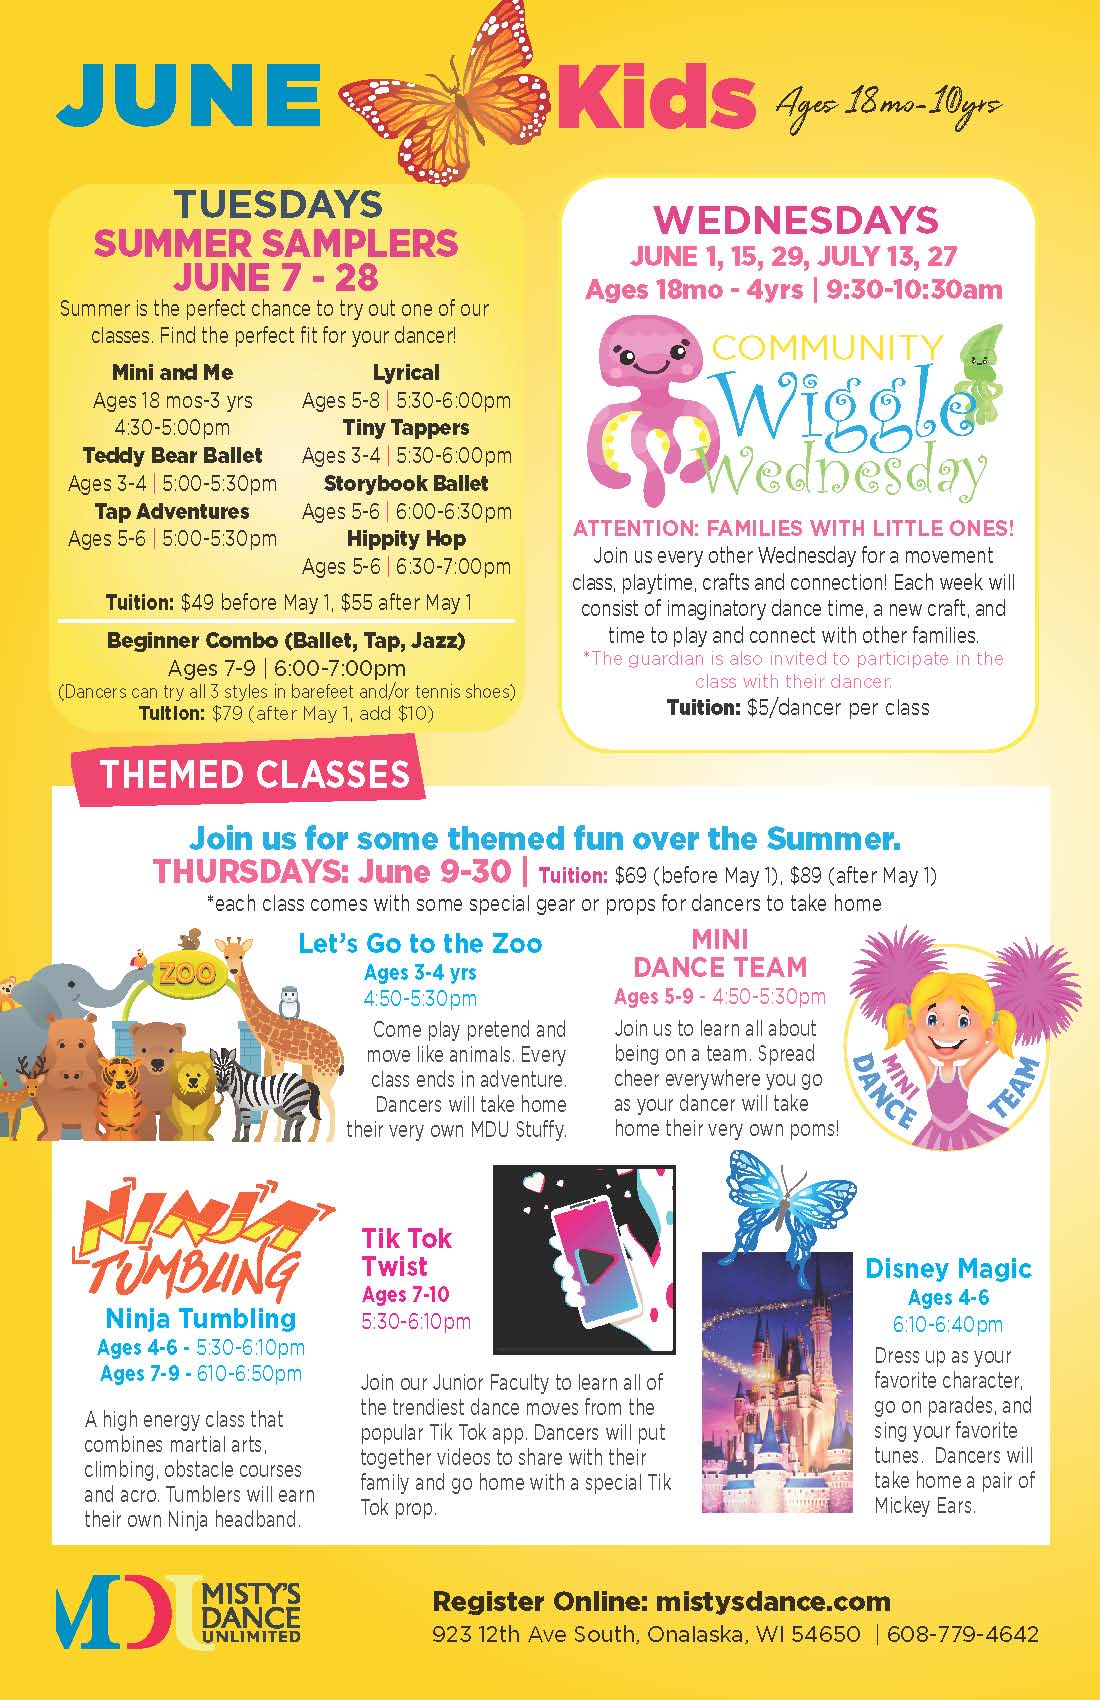 JUNE Kids Ages 18mo-10yrs
TUESDAYS
SUMMER SAMPLERS
JUNE 7 - 28
Summer is the perfect chance to try out one of our
classes. Find the perfect fit for your dancer!
Mini and Me
Ages 18 mos-3 yrs
4:30-5:00pm
Teddy Bear Ballet
Ages 3-4 | 5:00-5:30pm
Tap Adventures
Ages 5-6 | 5:00-5:30pm
Lyrical
Ages 5-8 | 5:30-6:00pm
Tiny Tappers
Ages 3-4 | 5:30-6:00pm
Storybook Ballet
Ages 5-6 | 6:00-6:30pm
Hippity Hop
Ages 5-6 | 6:30-7:00pm
Tuition: $49 before May 1, $55 after May 1
Beginner Combo (Ballet, Tap, Jazz)
Ages 7-9 | 6:00-7:00pm
(Dancers can try all 3 styles in barefeet and/or tennis shoes)
Tuition: $79 (after May 1, add $10)
WEDNESDAYS
JUNE 1, 15, 29, JULY 13, 27
Ages 18mo - 4yrs | 9:30-10:30am
COMMUNITY
Wiggle
Wednesday
ATTENTION: FAMILIES WITH LITTLE ONES!
Join us every other Wednesday for a movement
class, playtime, crafts and connection! Each week will
consist of imaginatory dance time, a new craft, and
time to play and connect with other families.
*The guardian is also invited to participate in the
class with their dancer.
Tuition: $5/dancer per class
THEMED CLASSES
Join us for some themed fun over the Summer.
THURSDAYS: June 9-30 | Tuition: $69 (before May 1), $89 (after May 1)
*each class comes with some special gear or props for dancers to take home
ZOO
Let's Go to the Zoo
Ages 3-4 yrs
4:50-5:30pm
Come play pretend and
move like animals. Every
class ends in adventure.
Dancers will take home
their very own MDU Stuffy.
MINI
DANCE TEAM
Ages 5-9 - 4:50-5:30pm
Join us to learn all about
being on a team. Spread
cheer everywhere you go
as your dancer will take
home their very own poms!
MINI
DANCE TEAM
NINJA
TUMBLING
Ninja Tumbling
Ages 4-6 - 5:30-6:10pm
Ages 7-9 - 610-6:50pm
A high energy class that
combines martial arts,
climbing, obstacle courses
and acro. Tumblers will earn
their own Ninja headband.
Tik Tok
Twist
Ages 7-10
5:30-6:10pm
Join our Junior Faculty to learn all of
the trendiest dance moves from the
popular Tik Tok app. Dancers will put
together videos to share with their
family and go home with a special Tik
Tok prop.
Disney Magic
Ages 4-6
6:10-6:40pm
Dress up as your
favorite character,
go on parades, and
sing your favorite
tunes. Dancers will
take home a pair of
Mickey Ears.
MDU MISTY'S
DANCE
UNLIMITED
Register Online: mistysdance.com
923 12th Ave South, Onalaska, WI 54650 | 608-779-4642